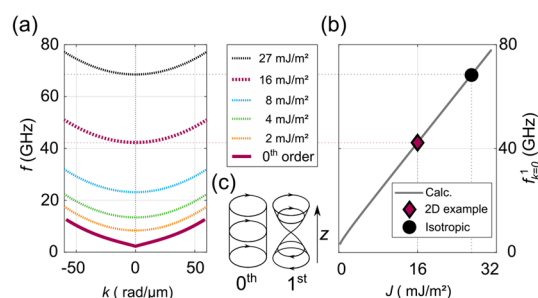 (a)
80
60
40
20
0
f (GHz)
-50
0
50
k ( rad/μm)
27 mJ/m²
16 mJ/m²
8 mJ/m²
4 mJ/m²
2 mJ/m²
0th order
(c)
z
0th
1st
(b)
80
40
0
f¹k=0 (GHz)
Calc.
2D example
Isotropic
0
16
32
J ( mJ/m²)